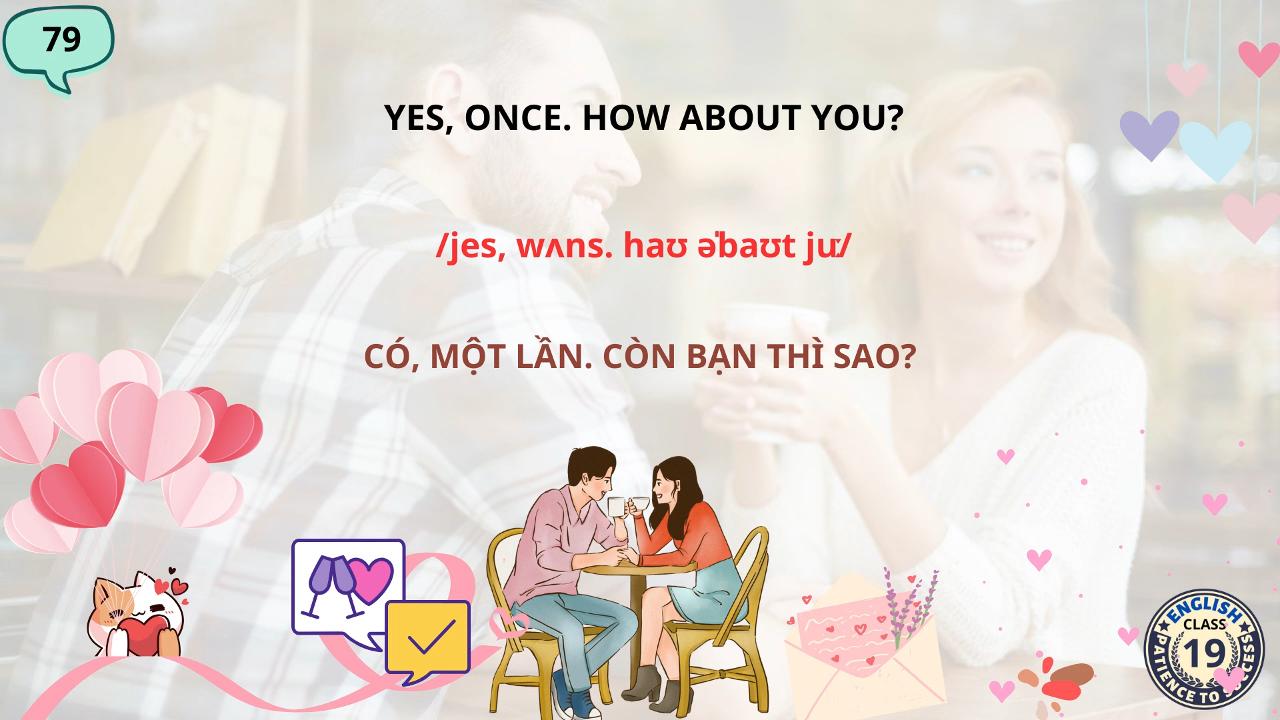 79
YES, ONCE. HOW ABOUT YOU?
/jes, wʌns. haʊ əˈbaʊt juː/
CÓ, MỘT LẦN. CÒN BẠN THÌ SAO?
ENGLISH
CLASS
19
PATIENCE TO SUCCESS